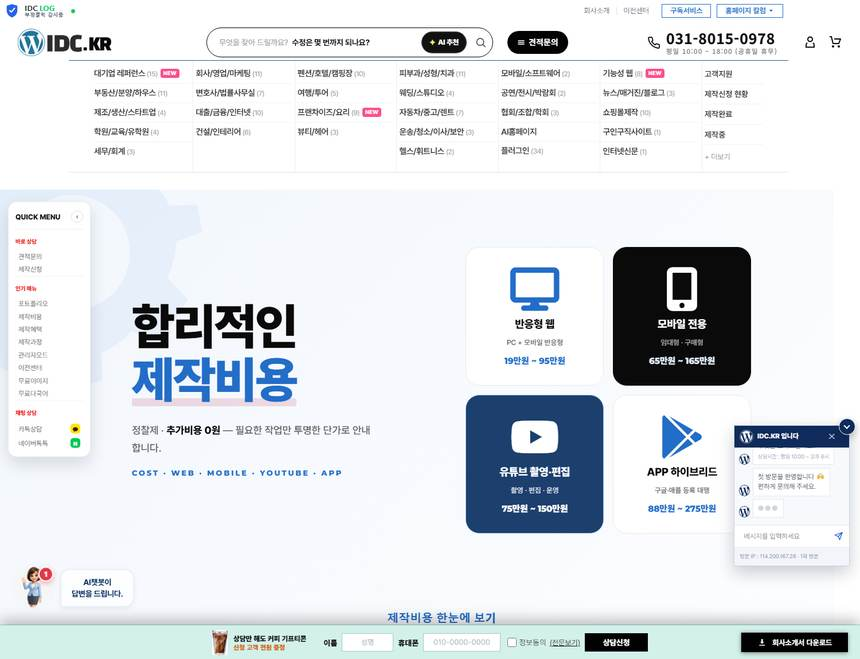 IDC LOG
부정클릭 감시중
회사소개
이전센터
구독서비스
홈페이지 칼럼
IDC.KR
무엇을 찾아 드릴까요? 수정은 몇 번까지 되나요?
AI 추천
견적문의
031-8015-0978
평일 10:00 ~ 18:00 (공휴일 휴무)
대기업 레퍼런스 (15) NEW
회사/영업/마케팅 (11)
펜션/호텔/캠핑장 (10)
피부과/성형/치과 (11)
모바일/소프트웨어 (2)
기능성 웹 (8) NEW
고객지원
부동산/분양/하우스 (11)
변호사/법률사무실 (7)
여행/투어 (5)
웨딩/스튜디오 (4)
공연/전시/박람회 (2)
뉴스/매거진/블로그 (3)
제작신청 현황
제조/생산/스타트업 (4)
대출/금융/인터넷 (10)
프랜차이즈/요리 (9) NEW
자동차/중고/렌트 (7)
협회/조합/학회 (3)
쇼핑몰제작 (10)
제작완료
학원/교육/유학원 (4)
건설/인테리어 (6)
뷰티/헤어 (3)
운송/청소/이사/보안 (3)
AI홈페이지
구인구직사이트 (1)
제작중
세무/회계 (3)
헬스/휘트니스 (2)
플러그인 (34)
인터넷신문 (1)
+ 더보기
QUICK MENU
바로 상담
견적문의
제작신청
인기 메뉴
포트폴리오
제작비용
제작혜택
제작과정
관리자모드
이전센터
무료이미지
무료다국어
채팅 상담
카톡상담
네이버톡톡
합리적인
제작비용
정찰제 · 추가비용 0원 — 필요한 작업만 투명한 단가로 안내
합니다.
COST · WEB · MOBILE · YOUTUBE · APP
반응형 웹
PC + 모바일 반응형
19만원 ~ 95만원
모바일 전용
임대형 · 구매형
65만원 ~ 165만원
유튜브 촬영·편집
촬영 · 편집 · 운영
75만원 ~ 150만원
APP 하이브리드
구글·애플 등록 대행
88만원 ~ 275만원
IDC.KR 입니다
첫 방문을 환영합니다
편하게 문의해 주세요.
메시지를 입력하세요
1
AI챗봇이
답변을 드립니다.
제작비용 한눈에 보기
상담만 해도 커피 기프티콘
신청 고객 전원 증정
이름
성명
휴대폰
010-0000-0000
정보동의 (전문보기)
상담신청
회사소개서 다운로드